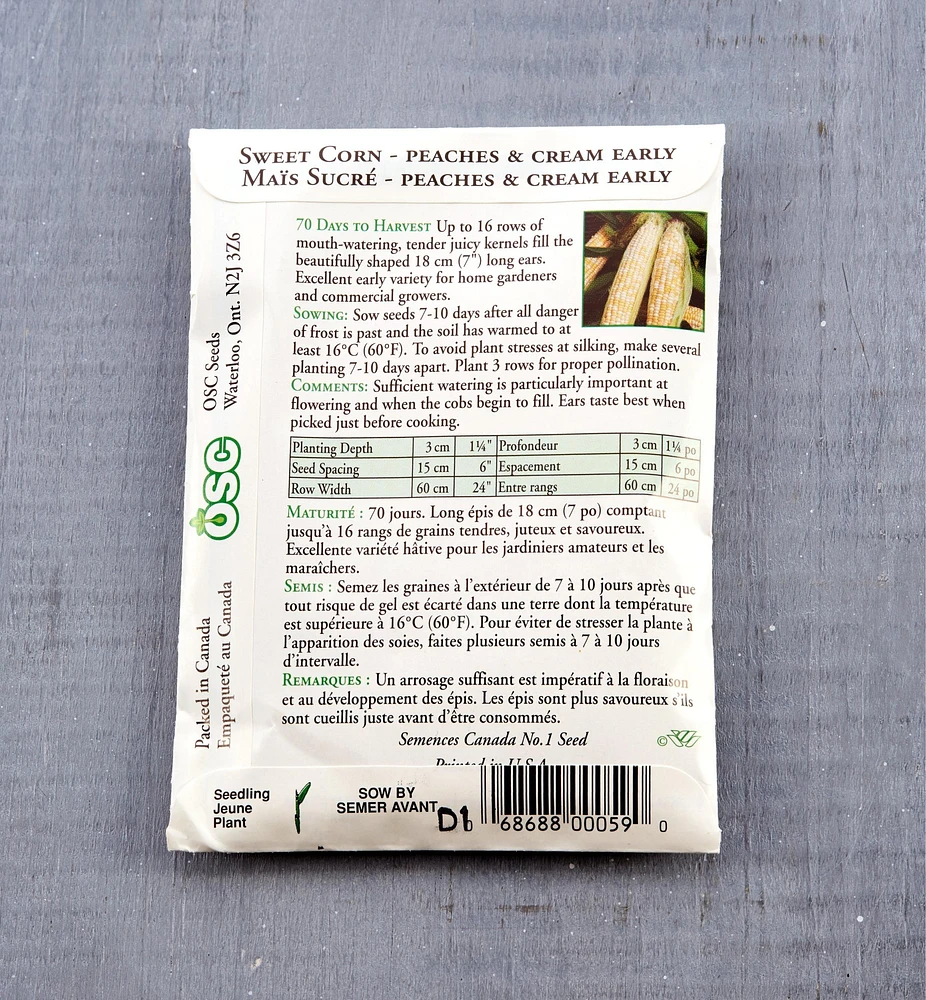 SWEET CORN - PEACHES & CREAM EARLY
MAÏS SUCRÉ - PEACHES & CREAM EARLY
70 DAYS TO HARVEST Up to 16 rows of
mouth-watering, tender juicy kernels fill the
beautifully shaped 18 cm (7") long ears.
Excellent early variety for home gardeners
and commercial growers.
SOWING: Sow seeds 7-10 days after all danger
of frost is past and the soil has warmed to at
least 16°C (60°F). To avoid plant stresses at silking, make several
planting 7-10 days apart. Plant 3 rows for proper pollination.
COMMENTS: Sufficient watering is particularly important at
flowering and when the cobs begin to fill. Ears taste best when
picked just before cooking.
Planting Depth 3 cm 1¼" Profondeur 3 cm 1¼ po
Seed Spacing 15 cm 6" Espacement 15 cm 6 po
Row Width 60 cm 24" Entre rangs 60 cm 24 po
MATURITÉ : 70 jours. Long épis de 18 cm (7 po) comptant
jusqu'à 16 rangs de grains tendres, juteux et savoureux.
Excellente variété hâtive pour les jardiniers amateurs et les
maraîchers.
SEMIS : Semez les graines à l'extérieur de 7 à 10 jours après que
tout risque de gel est écarté dans une terre dont la température
est supérieure à 16°C (60°F). Pour éviter de stresser la plante à
l'apparition des soies, faites plusieurs semis à 7 à 10 jours
d'intervalle.
REMARQUES : Un arrosage suffisant est impératif à la floraison
et au développement des épis. Les épis sont plus savoureux s'ils
sont cueillis juste avant d'être consommés.
Semences Canada No.1 Seed
Printed in U.S.A.
©
OSC Seeds
Waterloo, Ont. N2J 3Z6
OSC
Packed in Canada
Empaqueté au Canada
Seedling
Jeune
Plant
SOW BY
SEMER AVANT
68688 00059 0